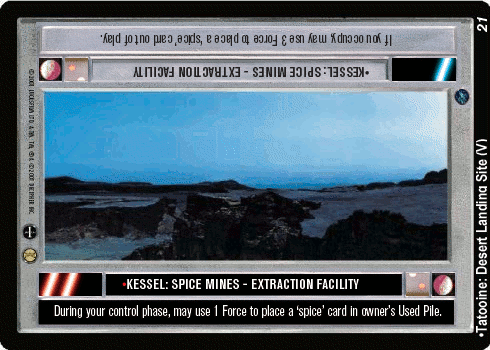 If you occupy, may use 3 Force to place a 'spice' card out of play.
•KESSEL: SPICE MINES - EXTRACTION FACILITY
•KESSEL: SPICE MINES - EXTRACTION FACILITY
During your control phase, may use 1 Force to place a 'spice' card in owner's Used Pile.
•Tatooine: Desert Landing Site (V)
21